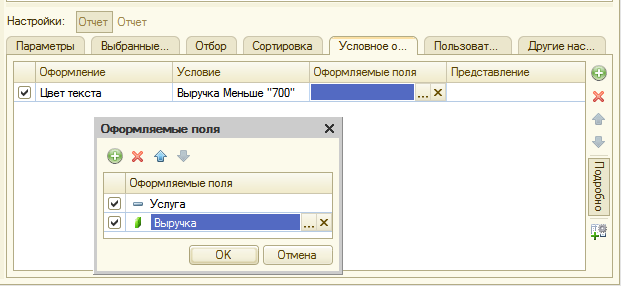 Настройки: Отчет Отчет
Параметры Выбранные... Отбор Сортировка Условное о... Пользоват... Другие нас...
Оформление Условие Оформляемые поля Представление
Цвет текста Выручка Меньше "700" ...
Подробно
Оформляемые поля
Оформляемые поля
Услуга
Выручка ...
OK Отмена